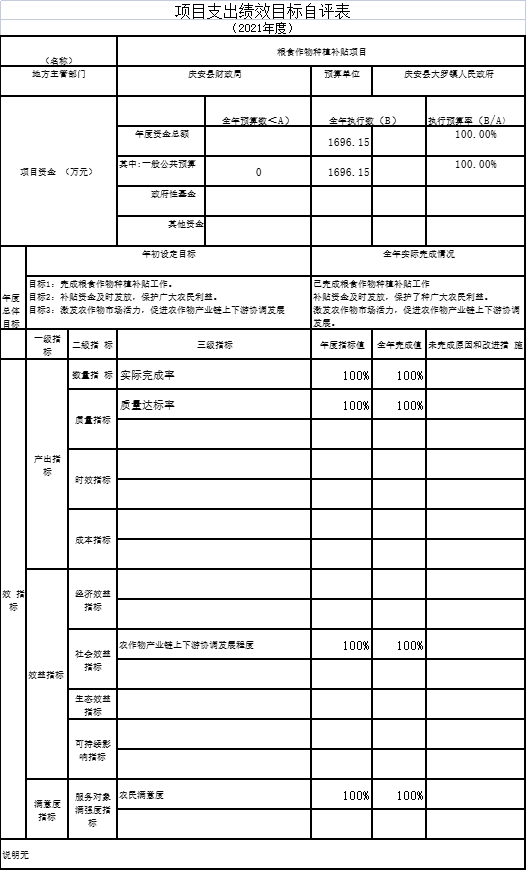 项目支出绩效目标自评表
（2021年度）
（名称） 粮食作物种植补贴项目
地方主管部门 庆安县财政局 预算单位 庆安县大罗镇人民政府
项目资金 （万元） 全年预算数＜A） 全年执行数（B） 执行预算率（B/A）
年度资金总额 1696.15 100.00%
其中:一般公共预算 0 1696.15 100.00%
政府性基金
其他资金
年度总体目标 年初设定目标 全年实际完成情况
目标1：完成粮食作物种植补贴工作。
目标2：补贴资金及时发放，保护广大农民利益。
目标3：激发农作物市场活力，促进农作物产业链上下游协调发展
已完成粮食作物种植补贴工作
补贴资金及时发放，保护了种广大农民利益。
激发农作物市场活力，促进农作物产业链上下游协调发展。
效 指标 一级指标 二级指 标 三级指标 年度指标值 全年完成值 未完成原因和改进措 施
产出指标 数量指 标 实际完成率 100% 100%
质量指标 质量达标率 100% 100%
时效指标
成本指标
效益指标 经济效益指标
社会效益指标 农作物产业链上下游协调发展程度 100% 100%
生态效益指标
可持续影响指标
满意度指标 服务对象满强度指标 农民满意度 100% 100%
说明无